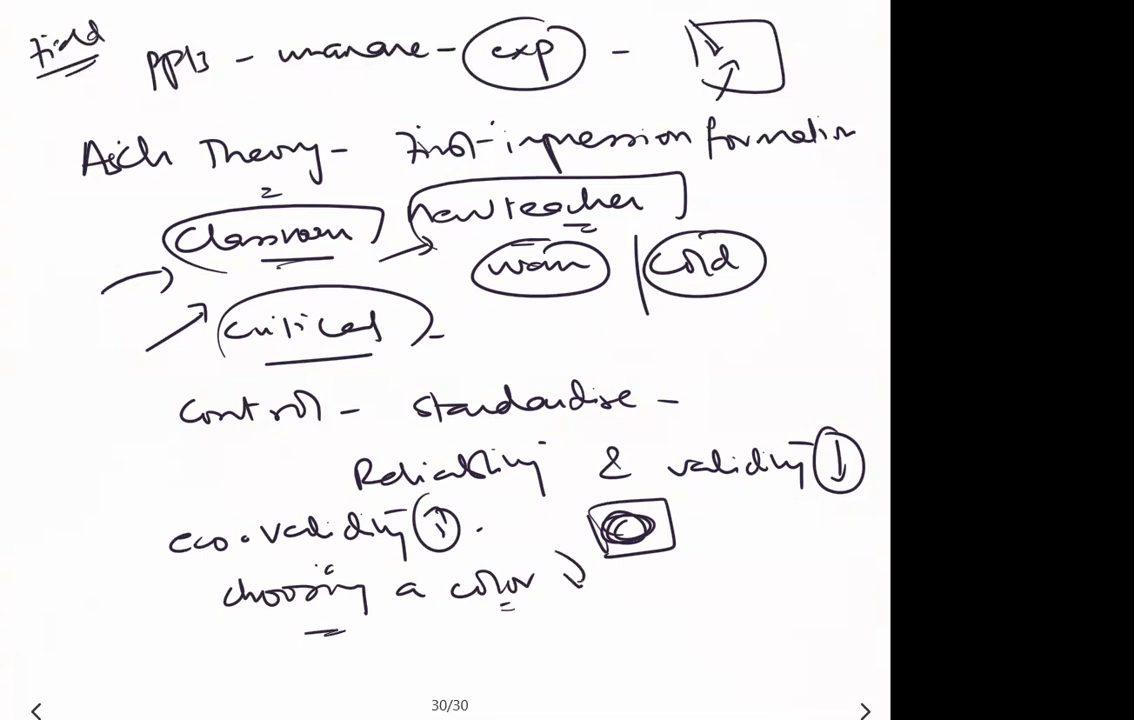 Field
ppts - unaware - exp -
Asch Theory - First-impression formation
Classroom new teacher
warm | cold
critical -
Control - standardise -
Reliability & validity ↓
eco. validity ↑.
choosing a color
30/30